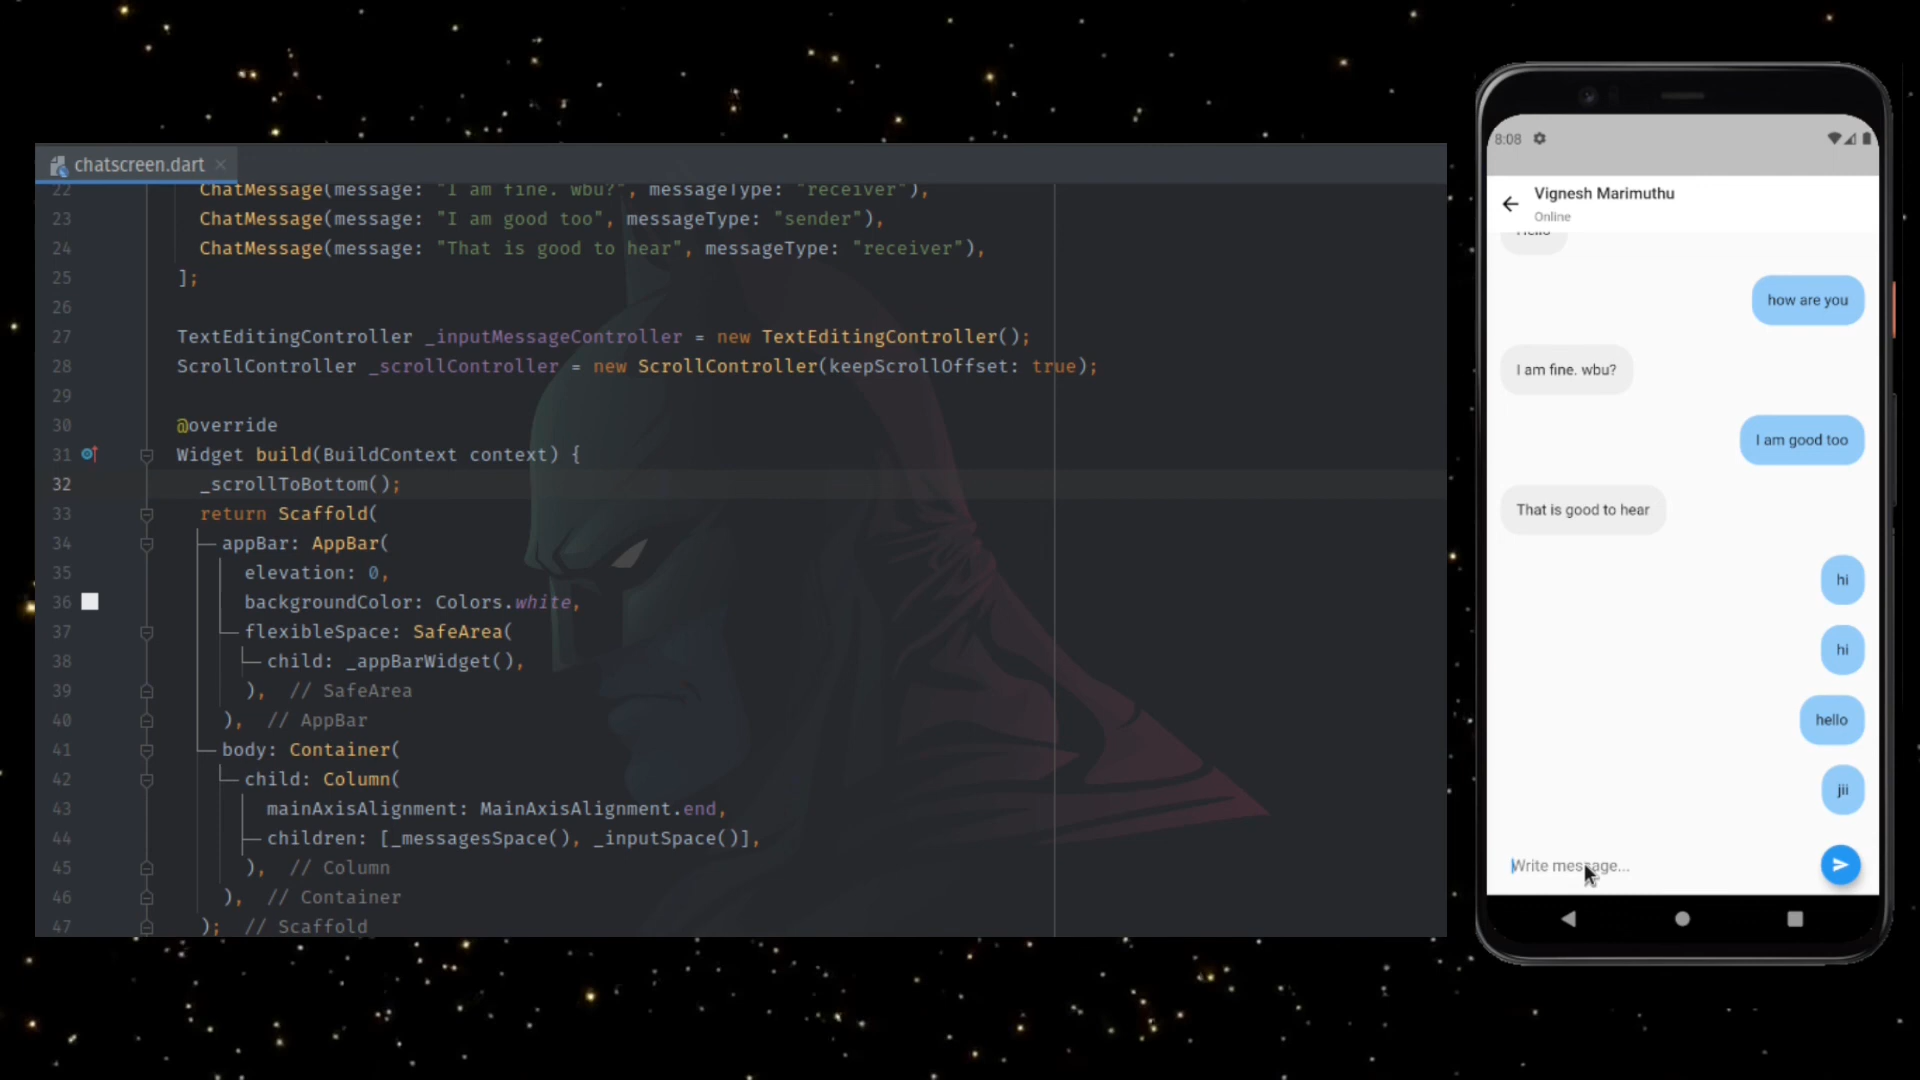 chatscreen.dart
22 ChatMessage(message: "I am fine. wbu?", messageType: "receiver"),
23 ChatMessage(message: "I am good too", messageType: "sender"),
24 ChatMessage(message: "That is good to hear", messageType: "receiver"),
25 ];
26
27 TextEditingController _inputMessageController = new TextEditingController();
28 ScrollController _scrollController = new ScrollController(keepScrollOffset: true);
29
30 @override
31 Widget build(BuildContext context) {
32 _scrollToBottom();
33 return Scaffold(
34 appBar: AppBar(
35 elevation: 0,
36 backgroundColor: Colors.white,
37 flexibleSpace: SafeArea(
38 child: _appBarWidget(),
39 ), // SafeArea
40 ), // AppBar
41 body: Container(
42 child: Column(
43 mainAxisAlignment: MainAxisAlignment.end,
44 children: [_messagesSpace(), _inputSpace()],
45 ), // Column
46 ), // Container
47 ); // Scaffold
8:08
Vignesh Marimuthu
Online
Hello
how are you
I am fine. wbu?
I am good too
That is good to hear
hi
hi
hello
jii
Write message...